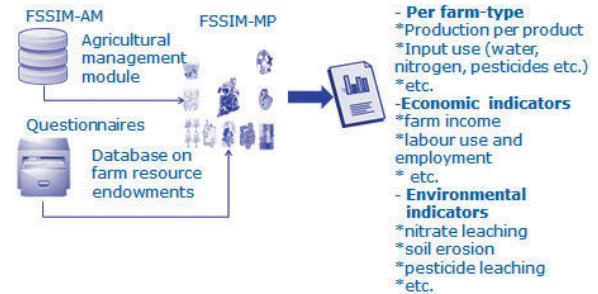 FSSIM-AM
Agricultural
management
module
FSSIM-MP
Questionnaires
Database on
farm resource
endowments
- Per farm-type
*Production per product
*Input use (water,
nitrogen, pesticides etc.)
*etc.
-Economic indicators
*farm income
*labour use and
employment
* etc.
- Environmental
indicators
*nitrate leaching
*soil erosion
*pesticide leaching
*etc.